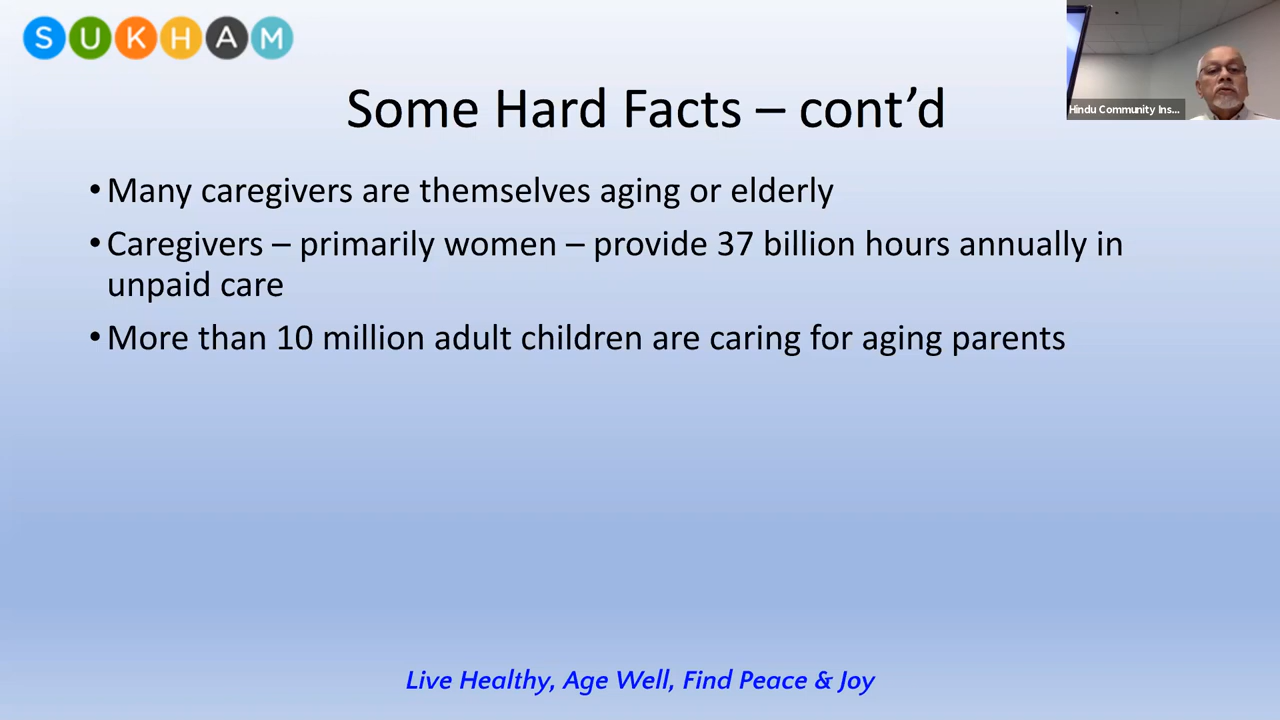 SUKHAM
Hindu Community Ins...
Some Hard Facts – cont’d
•Many caregivers are themselves aging or elderly
•Caregivers – primarily women – provide 37 billion hours annually in
unpaid care
•More than 10 million adult children are caring for aging parents
Live Healthy, Age Well, Find Peace & Joy